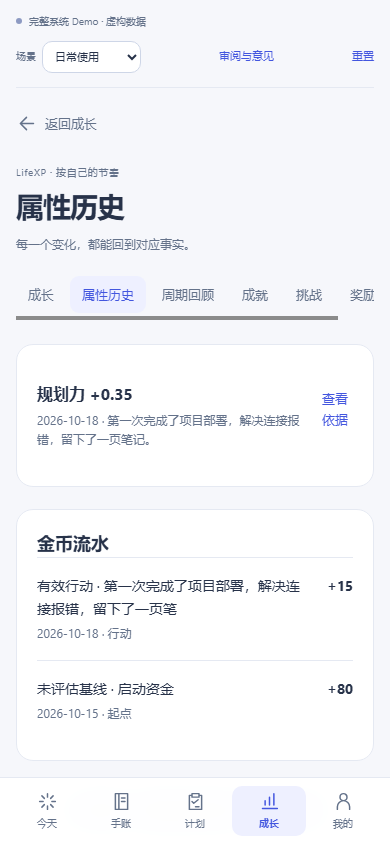 完整系统 Demo · 虚构数据
场景 日常使用 审阅与意见 重置
返回成长
LifeXP · 按自己的节奏
属性历史
每一个变化，都能回到对应事实。
成长 属性历史 周期回顾 成就 挑战 奖励
规划力 +0.35
2026-10-18 · 第一次完成了项目部署，解决连接报
错，留下了一页笔记。
查看
依据
金币流水
有效行动 · 第一次完成了项目部署，解决连
接报错，留下了一页笔
+15
2026-10-18 · 行动
未评估基线 · 启动资金 +80
2026-10-15 · 起点
今天 手账 计划 成长 我的